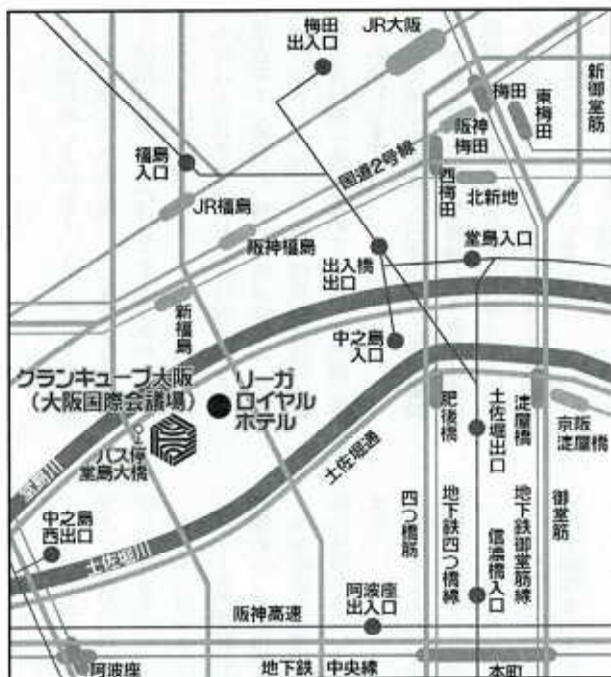 梅田
出入口
JR大阪
新御堂筋
梅田
東梅田
阪神
梅田
福島
入口
国道2号線
西梅田
北新地
JR福島
阪神福島
堂島入口
出入橋
出口
新福島
中之島
入口
グランキューブ大阪
(大阪国際会議場)
リーガ
ロイヤル
ホテル
バス停
堂島大橋
堂島川
肥後橋
土佐堀出口
淀屋橋
京阪
淀屋橋
土佐堀通
中之島
西出口
土佐堀川
四つ橋筋
地下鉄四つ橋線
信濃橋入口
地下鉄御堂筋線
御堂筋
阿波座
出入口
阪神高速
阿波座
地下鉄 中央線
本町